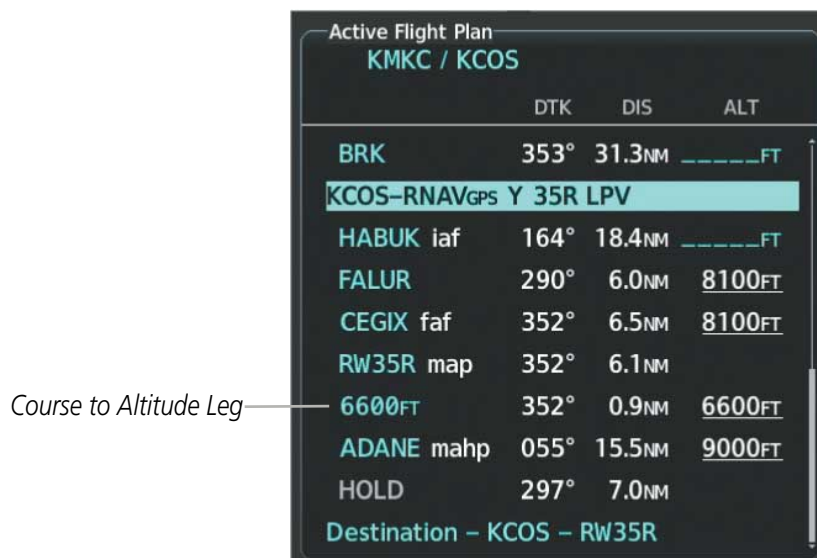 Active Flight Plan
KMKC / KCOS
DTK DIS ALT
BRK 353° 31.3NM _____FT
KCOS–RNAVGPS Y 35R LPV
HABUK iaf 164° 18.4NM _____FT
FALUR 290° 6.0NM 8100FT
CEGIX faf 352° 6.5NM 8100FT
RW35R map 352° 6.1NM
Course to Altitude Leg 6600FT 352° 0.9NM 6600FT
ADANE mahp 055° 15.5NM 9000FT
HOLD 297° 7.0NM
Destination – KCOS – RW35R